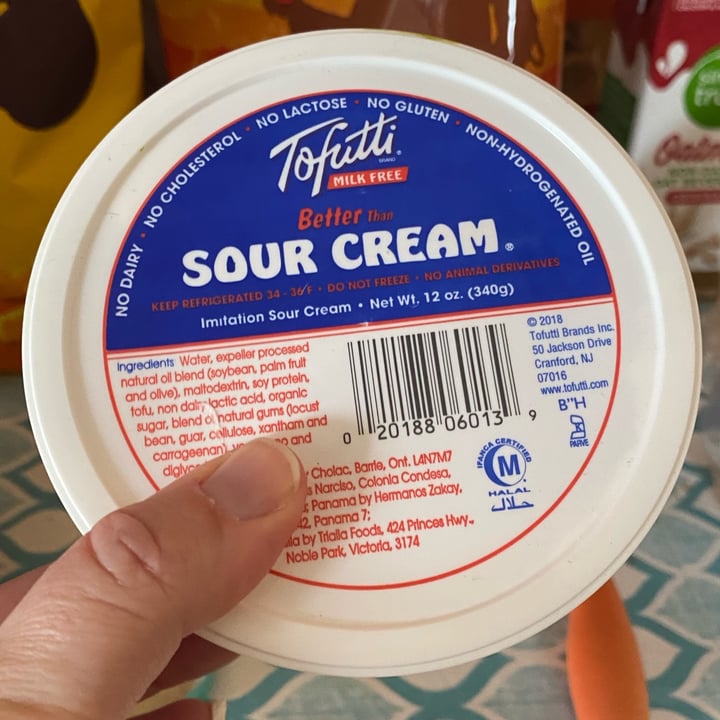 NO DAIRY • NO CHOLESTEROL • NO LACTOSE • NO GLUTEN • NON-HYDROGENATED OIL
Tofutti®
BRAND
MILK FREE
Better Than
SOUR CREAM®
KEEP REFRIGERATED 34 - 36°F • DO NOT FREEZE • NO ANIMAL DERIVATIVES
Imitation Sour Cream • Net Wt. 12 oz. (340g)
Ingredients Water, expeller processed
natural oil blend (soybean, palm fruit
and olive), maltodextrin, soy protein,
tofu, non dairy lactic acid, organic
sugar, blend of natural gums (locust
bean, guar, cellulose, xanthan and
carrageenan) and
Cholac, Barrie, Ont. L4N7M7
Narciso, Colonia Condesa,
Panama by Hermanos Zakay,
Panama 7;
by Trialia Foods, 424 Princes Hwy.,
Noble Park, Victoria, 3174
0 20188 06013 9
© 2018
Tofutti Brands Inc.
50 Jackson Drive
Cranford, NJ
07016
www.tofutti.com
B"H
K
PARVE
IFANCA CERTIFIED
M
HALAL
حلال